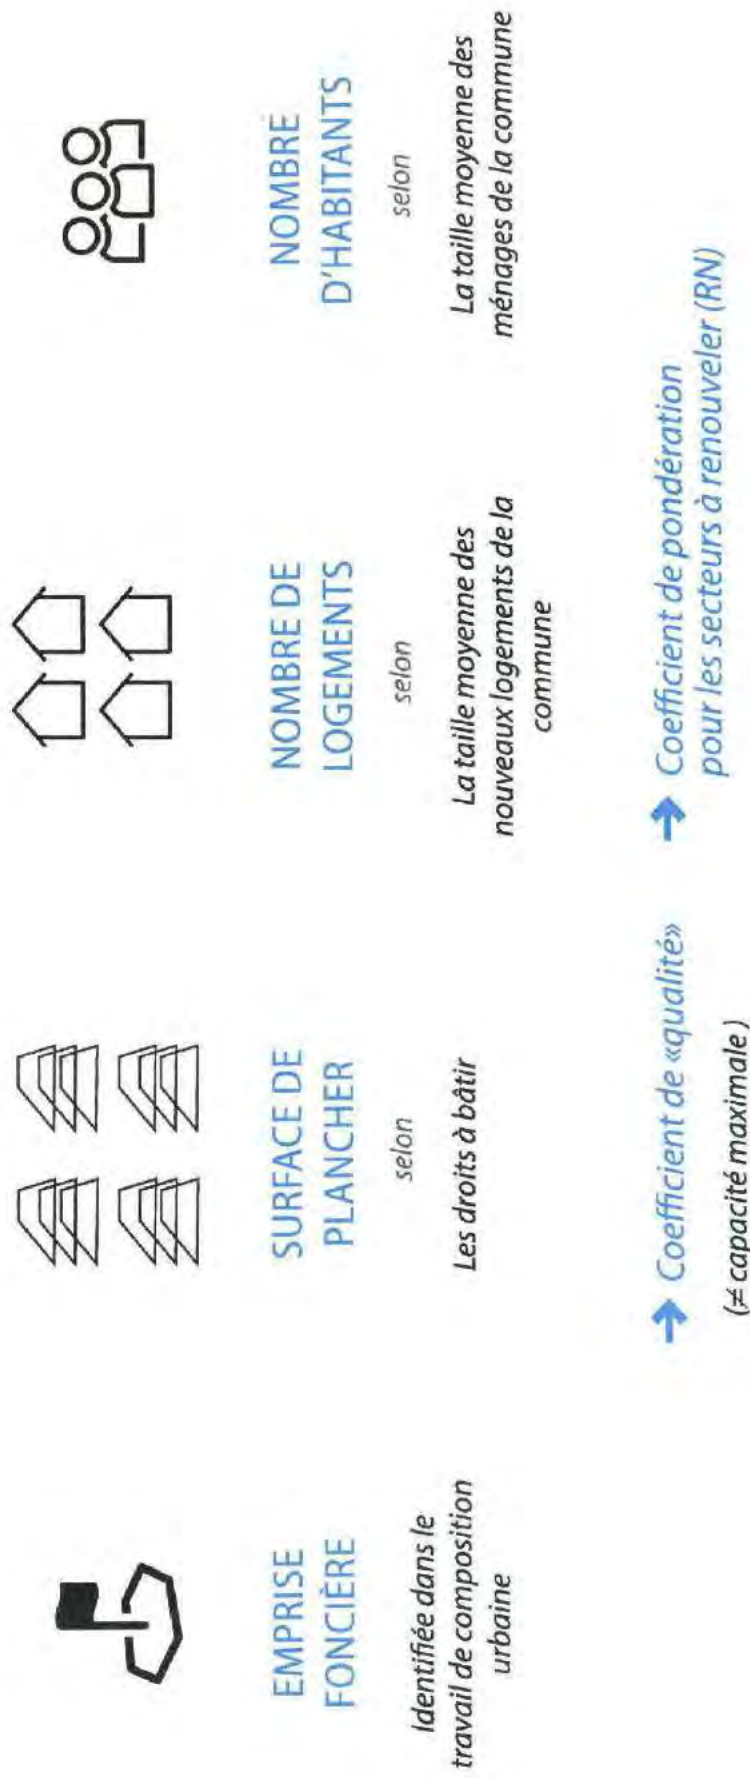 EMPRISE
FONCIÈRE
Identifiée dans le
travail de composition
urbaine
SURFACE DE
PLANCHER
selon
Les droits à bâtir
NOMBRE DE
LOGEMENTS
selon
La taille moyenne des
nouveaux logements de la
commune
NOMBRE
D'HABITANTS
selon
La taille moyenne des
ménages de la commune
→ Coefficient de «qualité»
(≠ capacité maximale)
→ Coefficient de pondération
pour les secteurs à renouveler (RN)